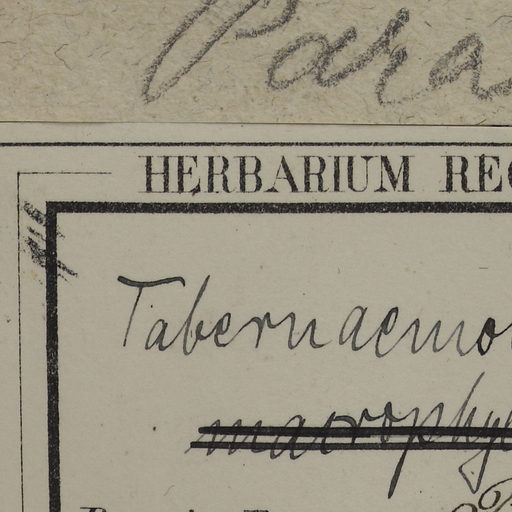 Para
HERBARIUM REG
Tabernaemo
macrophy